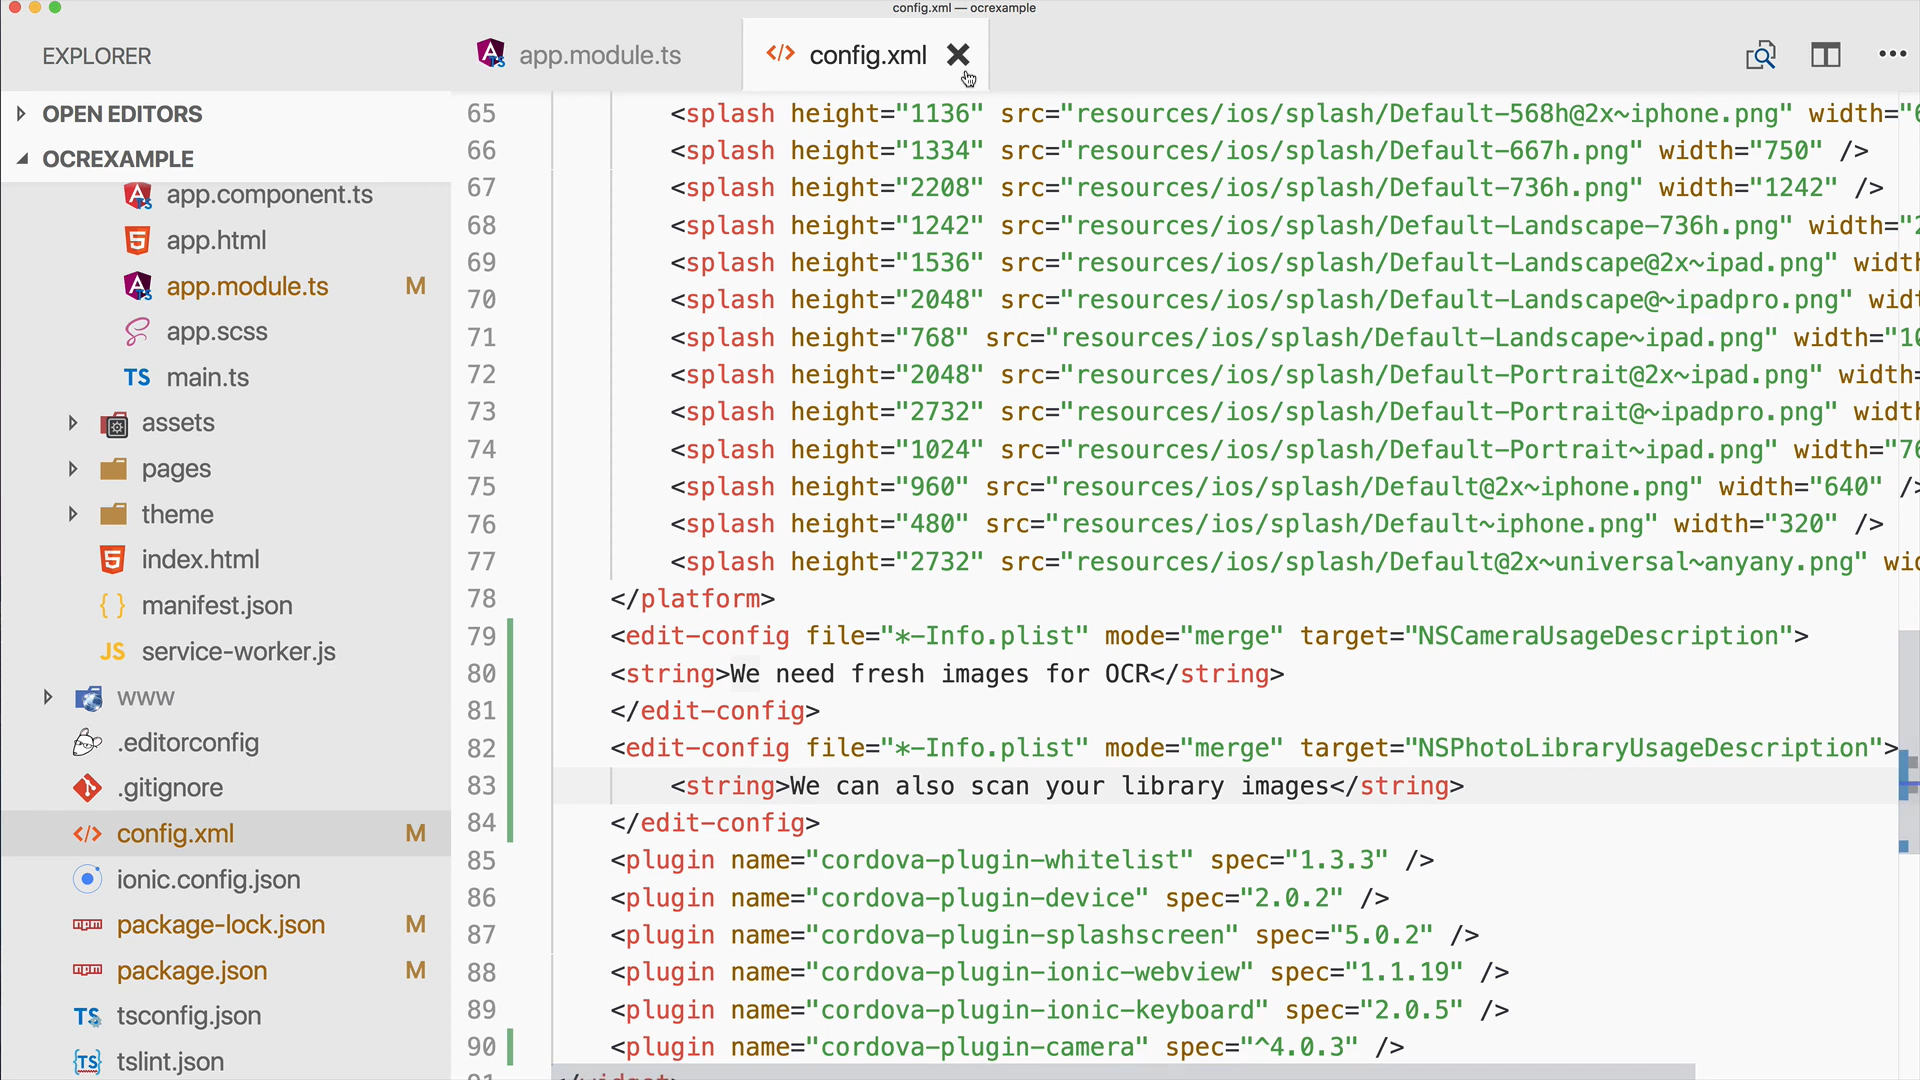 config.xml — ocrexample
EXPLORER
app.module.ts
config.xml
OPEN EDITORS
OCREXAMPLE
app.component.ts
app.html
app.module.ts M
app.scss
TS main.ts
assets
pages
theme
index.html
{ } manifest.json
JS service-worker.js
www
.editorconfig
.gitignore
</> config.xml M
ionic.config.json
package-lock.json M
package.json M
TS tsconfig.json
{TS} tslint.json
65 <splash height="1136" src="resources/ios/splash/Default-568h@2x~iphone.png" width="6
66 <splash height="1334" src="resources/ios/splash/Default-667h.png" width="750" />
67 <splash height="2208" src="resources/ios/splash/Default-736h.png" width="1242" />
68 <splash height="1242" src="resources/ios/splash/Default-Landscape-736h.png" width="2
69 <splash height="1536" src="resources/ios/splash/Default-Landscape@2x~ipad.png" width
70 <splash height="2048" src="resources/ios/splash/Default-Landscape@~ipadpro.png" widt
71 <splash height="768" src="resources/ios/splash/Default-Landscape~ipad.png" width="10
72 <splash height="2048" src="resources/ios/splash/Default-Portrait@2x~ipad.png" width=
73 <splash height="2732" src="resources/ios/splash/Default-Portrait@~ipadpro.png" widt
74 <splash height="1024" src="resources/ios/splash/Default-Portrait~ipad.png" width="76
75 <splash height="960" src="resources/ios/splash/Default@2x~iphone.png" width="640" />
76 <splash height="480" src="resources/ios/splash/Default~iphone.png" width="320" />
77 <splash height="2732" src="resources/ios/splash/Default@2x~universal~anyany.png" wi
78 </platform>
79 <edit-config file="*-Info.plist" mode="merge" target="NSCameraUsageDescription">
80 <string>We need fresh images for OCR</string>
81 </edit-config>
82 <edit-config file="*-Info.plist" mode="merge" target="NSPhotoLibraryUsageDescription">
83 <string>We can also scan your library images</string>
84 </edit-config>
85 <plugin name="cordova-plugin-whitelist" spec="1.3.3" />
86 <plugin name="cordova-plugin-device" spec="2.0.2" />
87 <plugin name="cordova-plugin-splashscreen" spec="5.0.2" />
88 <plugin name="cordova-plugin-ionic-webview" spec="1.1.19" />
89 <plugin name="cordova-plugin-ionic-keyboard" spec="2.0.5" />
90 <plugin name="cordova-plugin-camera" spec="^4.0.3" />
91 </widget>